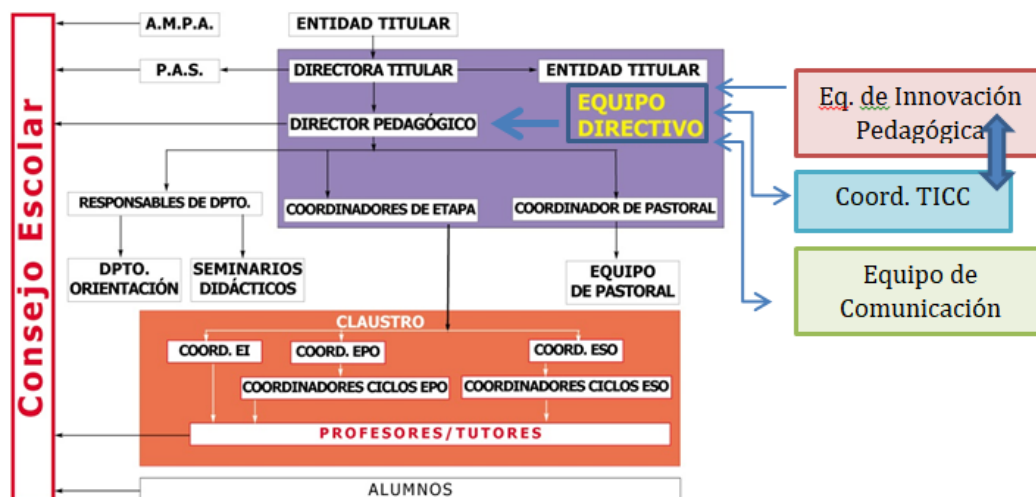 Consejo Escolar
A.M.P.A.
ENTIDAD TITULAR
P.A.S.
DIRECTORA TITULAR
ENTIDAD TITULAR
EQUIPO
DIRECTIVO
DIRECTOR PEDAGÓGICO
Eq. de Innovación
Pedagógica
Coord. TICC
Equipo de
Comunicación
RESPONSABLES DE DPTO.
COORDINADORES DE ETAPA
COORDINADOR DE PASTORAL
DPTO.
ORIENTACIÓN
SEMINARIOS
DIDÁCTICOS
EQUIPO
DE PASTORAL
CLAUSTRO
COORD. EI
COORD. EPO
COORD. ESO
COORDINADORES CICLOS EPO
COORDINADORES CICLOS ESO
PROFESORES/TUTORES
ALUMNOS